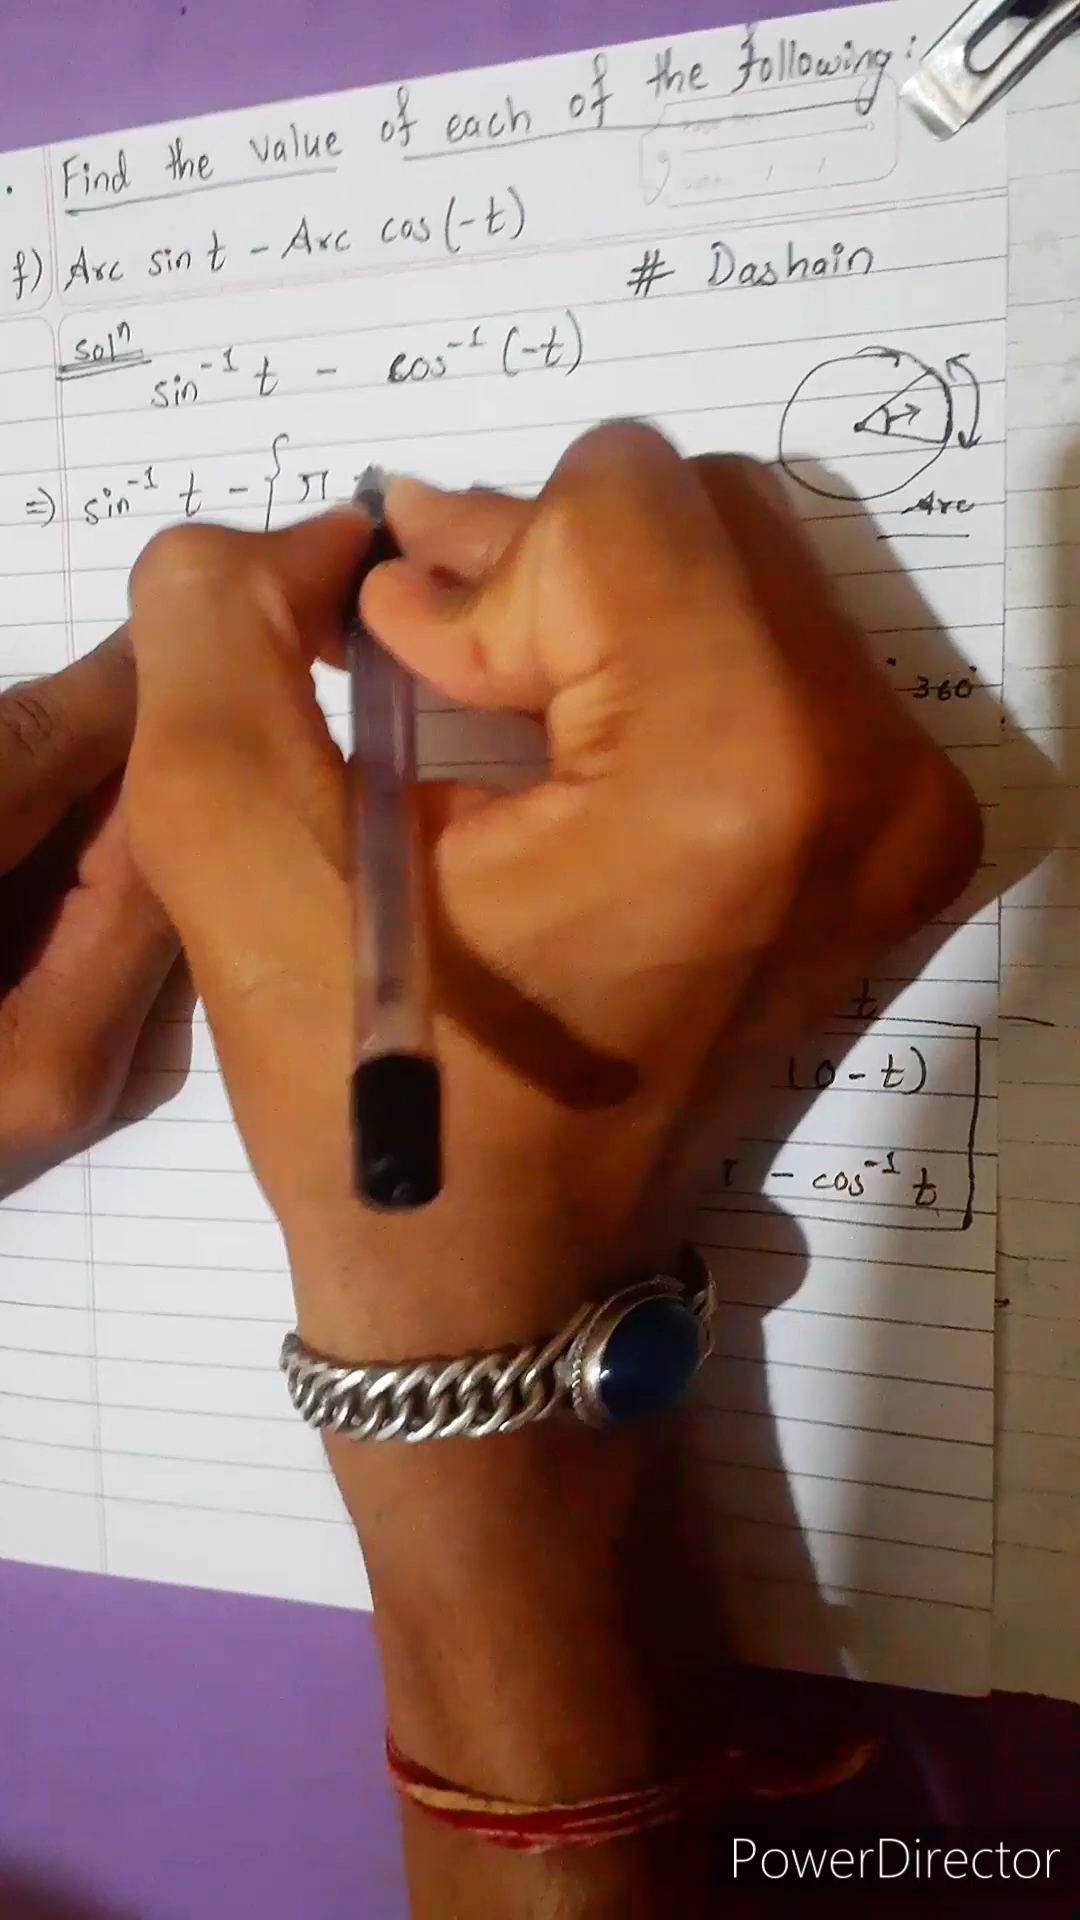 . Find the value of each of the following:
f) Arc sin t - Arc cos (-t)
# Dashain
Solⁿ
sin⁻¹ t - cos⁻¹ (-t)
Arc
=) sin⁻¹ t - { π
360°
t
(0 - t)
- cos⁻¹ t
PowerDirector